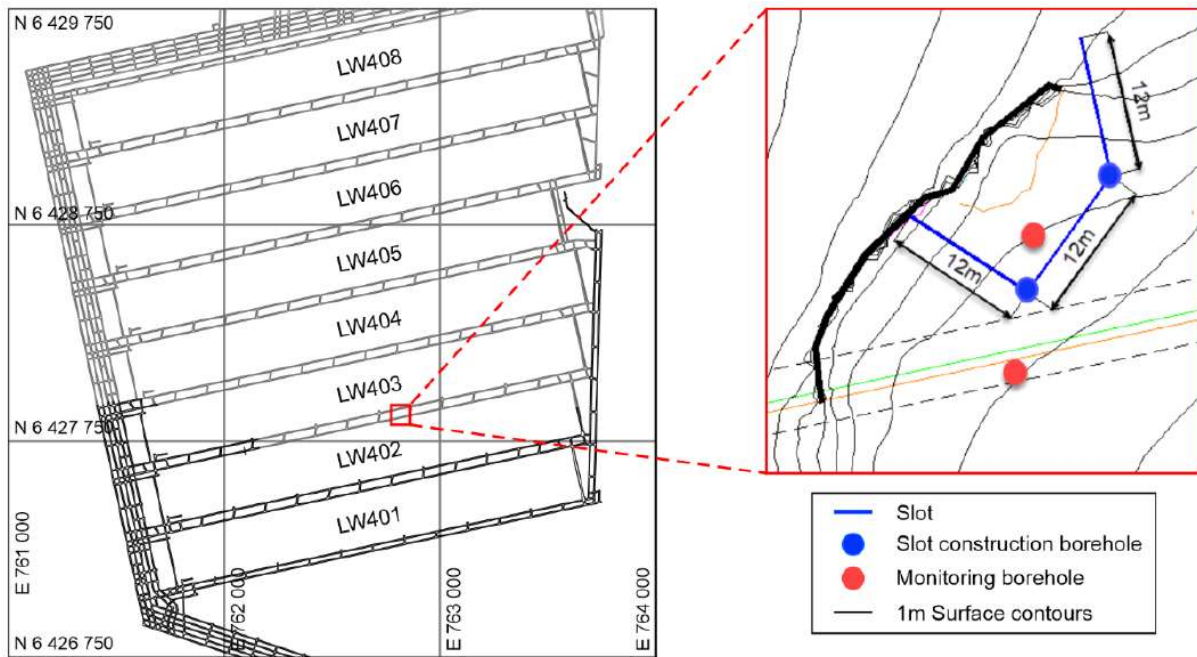 N 6 429 750
LW408
LW407
LW406
N 6 428 750
LW405
LW404
LW403
N 6 427 750
LW402
LW401
E 761 000
E 762 000
E 763 000
E 764 000
N 6 426 750
12m
12m
12m
Slot
Slot construction borehole
Monitoring borehole
1m Surface contours